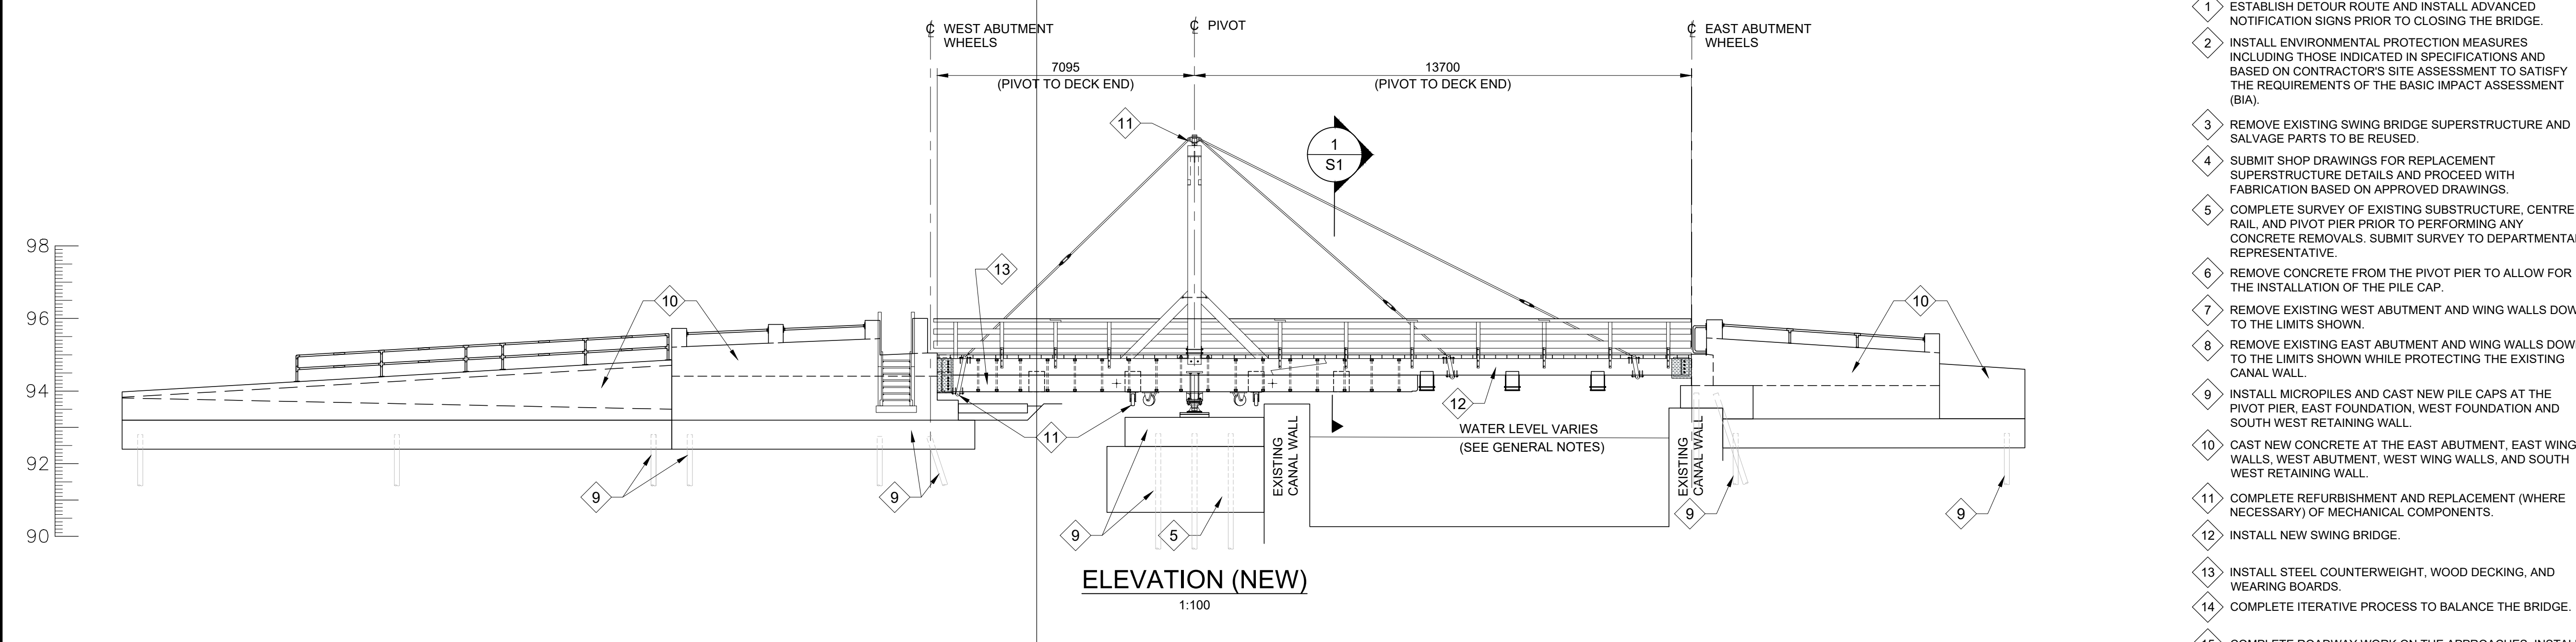 ℄ WEST ABUTMENT
WHEELS
℄ PIVOT
℄ EAST ABUTMENT
WHEELS
7095
(PIVOT TO DECK END)
13700
(PIVOT TO DECK END)
11
1
S1
98
96
94
92
90
13
10
10
12
11
WATER LEVEL VARIES
(SEE GENERAL NOTES)
EXISTING
CANAL WALL
EXISTING
CANAL WALL
9
9
9
5
9
9
ELEVATION (NEW)
1:100
1 ESTABLISH DETOUR ROUTE AND INSTALL ADVANCED
NOTIFICATION SIGNS PRIOR TO CLOSING THE BRIDGE.
2 INSTALL ENVIRONMENTAL PROTECTION MEASURES
INCLUDING THOSE INDICATED IN SPECIFICATIONS AND
BASED ON CONTRACTOR'S SITE ASSESSMENT TO SATISFY
THE REQUIREMENTS OF THE BASIC IMPACT ASSESSMENT
(BIA).
3 REMOVE EXISTING SWING BRIDGE SUPERSTRUCTURE AND
SALVAGE PARTS TO BE REUSED.
4 SUBMIT SHOP DRAWINGS FOR REPLACEMENT
SUPERSTRUCTURE DETAILS AND PROCEED WITH
FABRICATION BASED ON APPROVED DRAWINGS.
5 COMPLETE SURVEY OF EXISTING SUBSTRUCTURE, CENTRE
RAIL, AND PIVOT PIER PRIOR TO PERFORMING ANY
CONCRETE REMOVALS. SUBMIT SURVEY TO DEPARTMENTA
REPRESENTATIVE.
6 REMOVE CONCRETE FROM THE PIVOT PIER TO ALLOW FOR
THE INSTALLATION OF THE PILE CAP.
7 REMOVE EXISTING WEST ABUTMENT AND WING WALLS DOW
TO THE LIMITS SHOWN.
8 REMOVE EXISTING EAST ABUTMENT AND WING WALLS DOW
TO THE LIMITS SHOWN WHILE PROTECTING THE EXISTING
CANAL WALL.
9 INSTALL MICROPILES AND CAST NEW PILE CAPS AT THE
PIVOT PIER, EAST FOUNDATION, WEST FOUNDATION AND
SOUTH WEST RETAINING WALL.
10 CAST NEW CONCRETE AT THE EAST ABUTMENT, EAST WING
WALLS, WEST ABUTMENT, WEST WING WALLS, AND SOUTH
WEST RETAINING WALL.
11 COMPLETE REFURBISHMENT AND REPLACEMENT (WHERE
NECESSARY) OF MECHANICAL COMPONENTS.
12 INSTALL NEW SWING BRIDGE.
13 INSTALL STEEL COUNTERWEIGHT, WOOD DECKING, AND
WEARING BOARDS.
14 COMPLETE ITERATIVE PROCESS TO BALANCE THE BRIDGE.